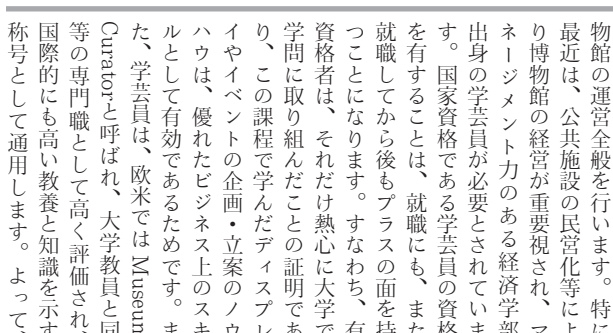 物館の運営全般を行います。特に
最近は、公共施設の民営化等によ
り博物館の経営が重要視され、マ
ネージメント力のある経済学部
出身の学芸員が必要とされていま
す。国家資格である学芸員の資格
を有することは、就職にも、また
就職してから後もプラスの面を持
つことになります。すなわち、有
資格者は、それだけ熱心に大学で
学問に取り組んだことの証明であ
り、この課程で学んだディスプレ
イやイベントの企画・立案のノウ
ハウは、優れたビジネス上のスキ
ルとして有効であるためです。ま
た、学芸員は、欧米では Museum
Curatorと呼ばれ、大学教員と同
等の専門職として高く評価され、
国際的にも高い教養と知識を示す
称号として通用します。よって、